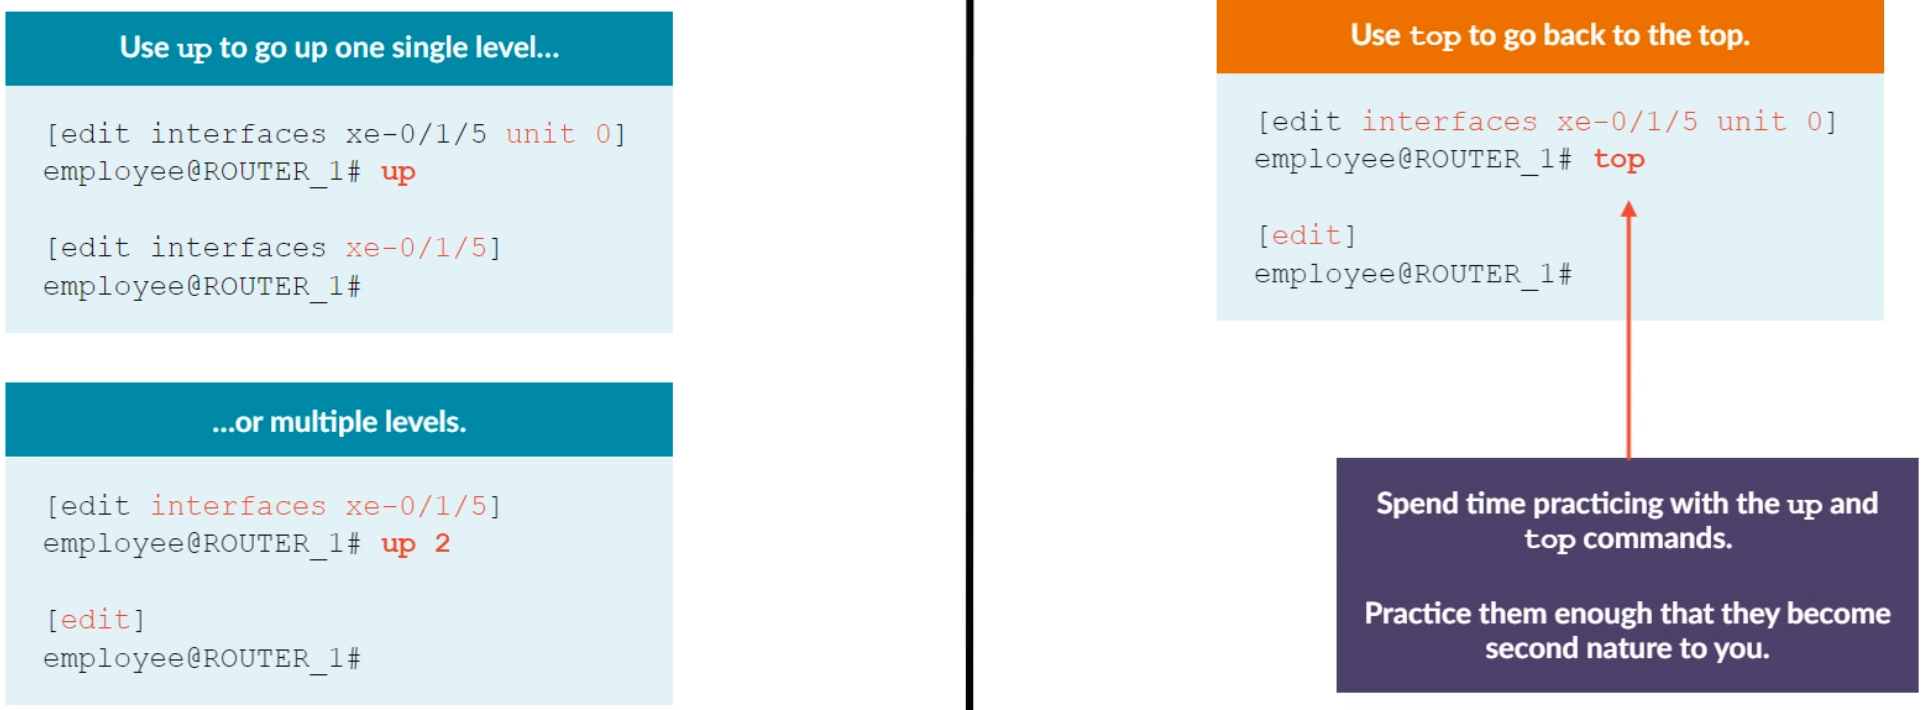 Use up to go up one single level...
[edit interfaces xe-0/1/5 unit 0]
employee@ROUTER_1# up
[edit interfaces xe-0/1/5]
employee@ROUTER_1#
...or multiple levels.
[edit interfaces xe-0/1/5]
employee@ROUTER_1# up 2
[edit]
employee@ROUTER_1#
Use top to go back to the top.
[edit interfaces xe-0/1/5 unit 0]
employee@ROUTER_1# top
[edit]
employee@ROUTER_1#
Spend time practicing with the up and
top commands.
Practice them enough that they become
second nature to you.